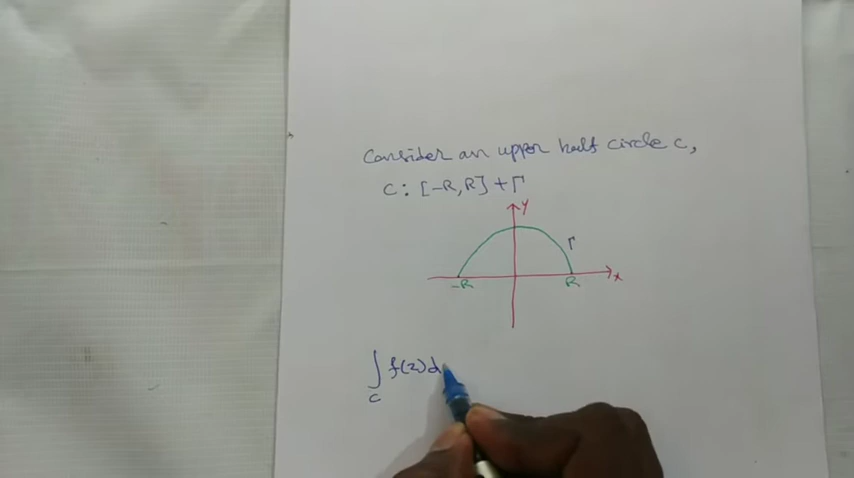 Consider an upper half circle C,
C: [-R, R] + Γ
y
Γ
-R R x
∫ f(z)d
C